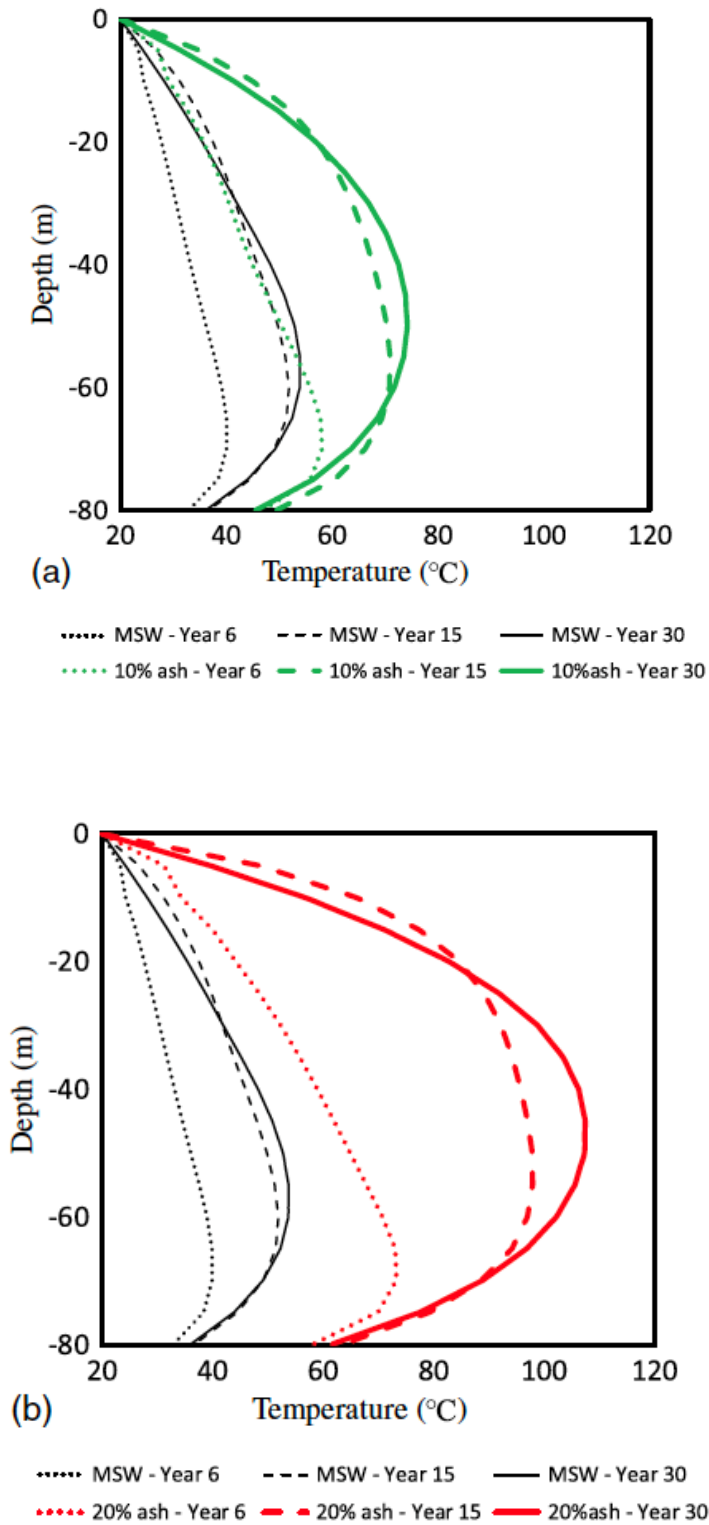 0
-20
-40
-60
-80
Depth (m)
20 40 60 80 100 120
(a)
Temperature (°C)
MSW - Year 6 MSW - Year 15 MSW - Year 30
10% ash - Year 6 10% ash - Year 15 10%ash - Year 30
0
-20
-40
-60
-80
Depth (m)
20 40 60 80 100 120
(b)
Temperature (°C)
MSW - Year 6 MSW - Year 15 MSW - Year 30
20% ash - Year 6 20% ash - Year 15 20%ash - Year 30